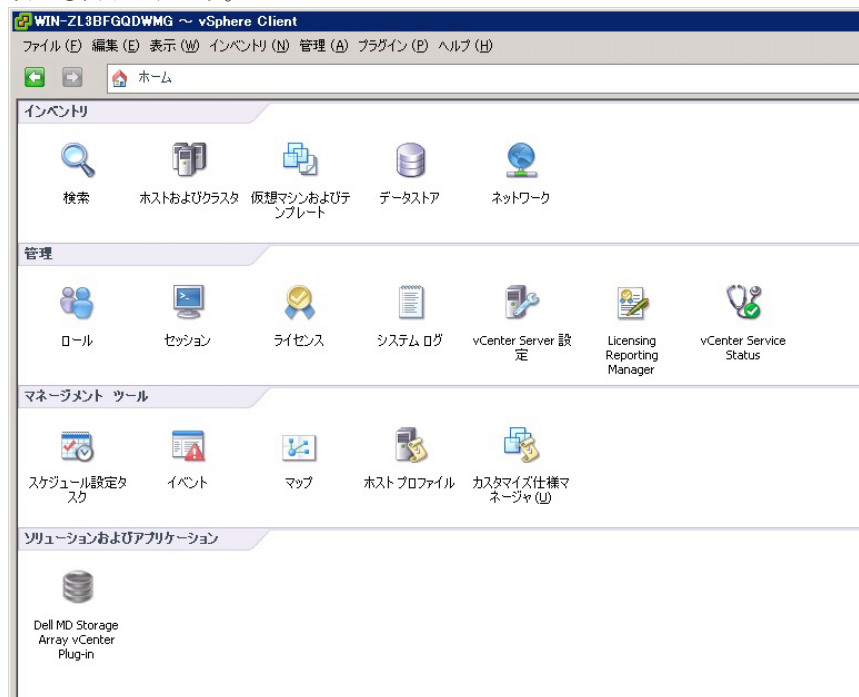 WIN-ZL3BFGQDWMG ～ vSphere Client
ファイル(F) 編集(E) 表示(W) インベントリ(N) 管理(A) プラグイン(P) ヘルプ(H)
ホーム
インベントリ
検索
ホストおよびクラスタ
仮想マシンおよびテ
ンプレート
データストア
ネットワーク
管理
ロール
セッション
ライセンス
システム ログ
vCenter Server 設
定
Licensing
Reporting
Manager
vCenter Service
Status
マネージメント ツール
スケジュール設定タ
スク
イベント
マップ
ホスト プロファイル
カスタマイズ仕様マ
ネージャ(U)
ソリューションおよびアプリケーション
Dell MD Storage
Array vCenter
Plug-in